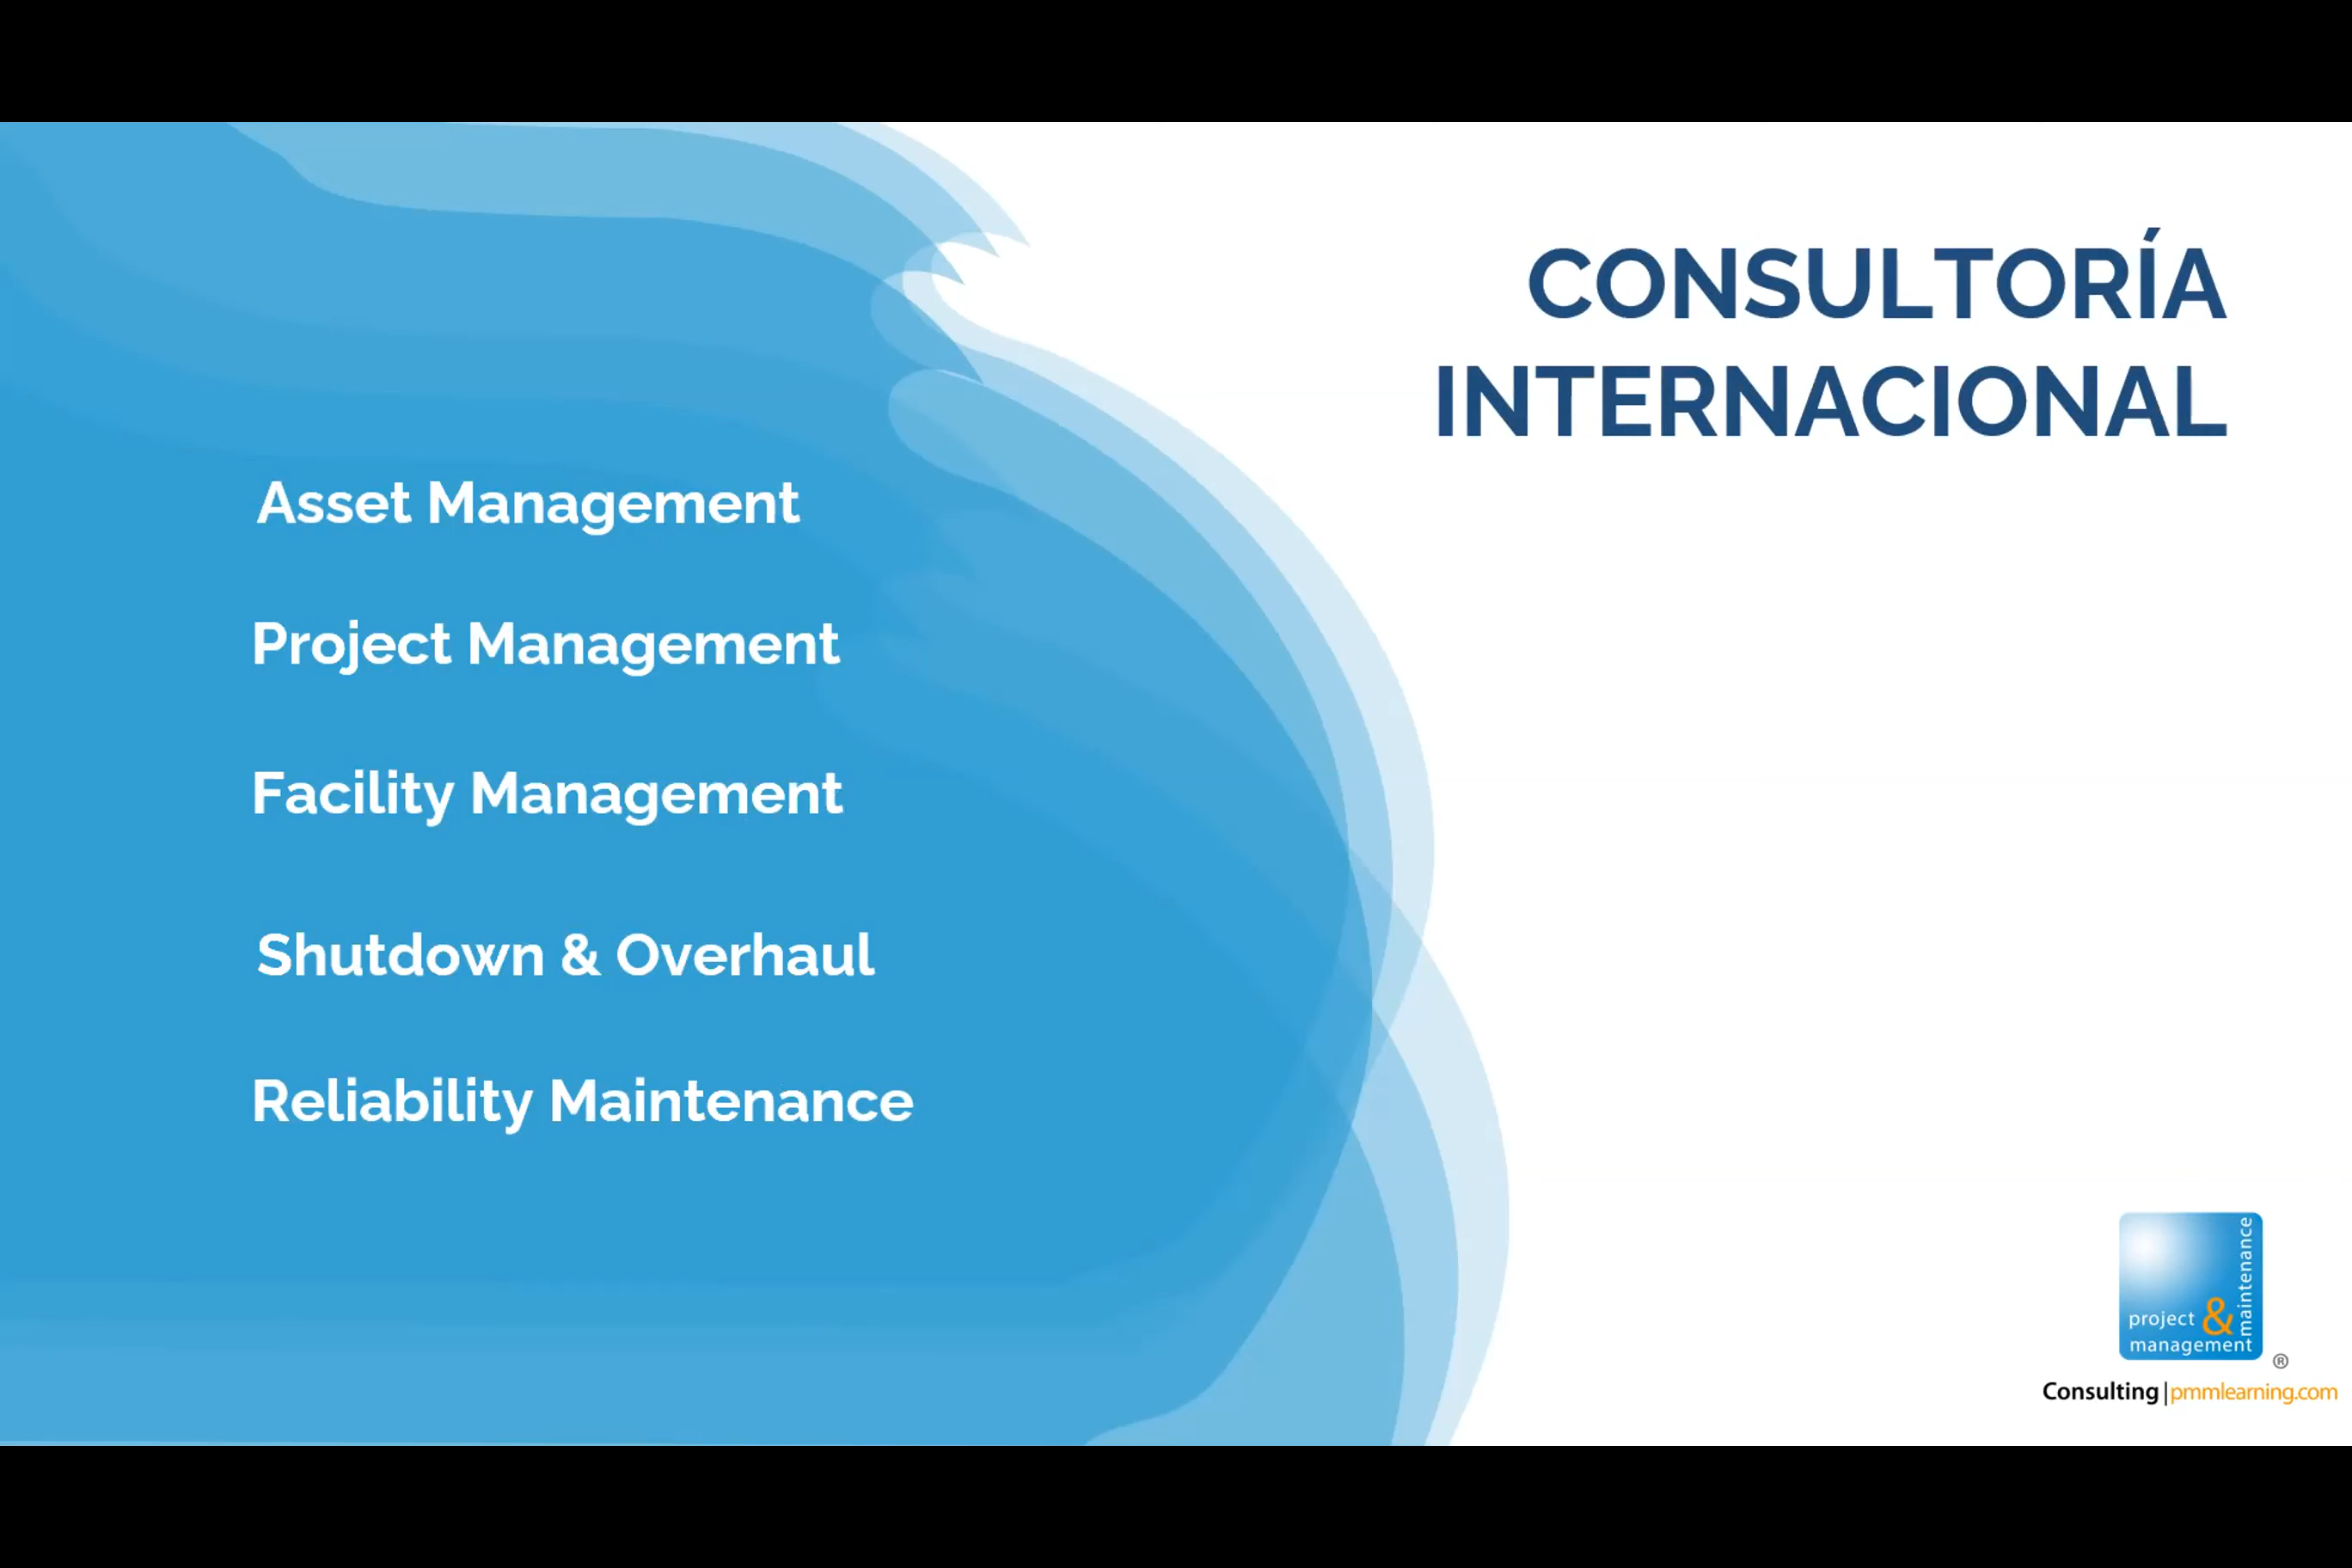 CONSULTORÍA
INTERNACIONAL
Asset Management
Project Management
Facility Management
Shutdown & Overhaul
Reliability Maintenance
project & maintenance
management
®
Consulting|pmmlearning.com